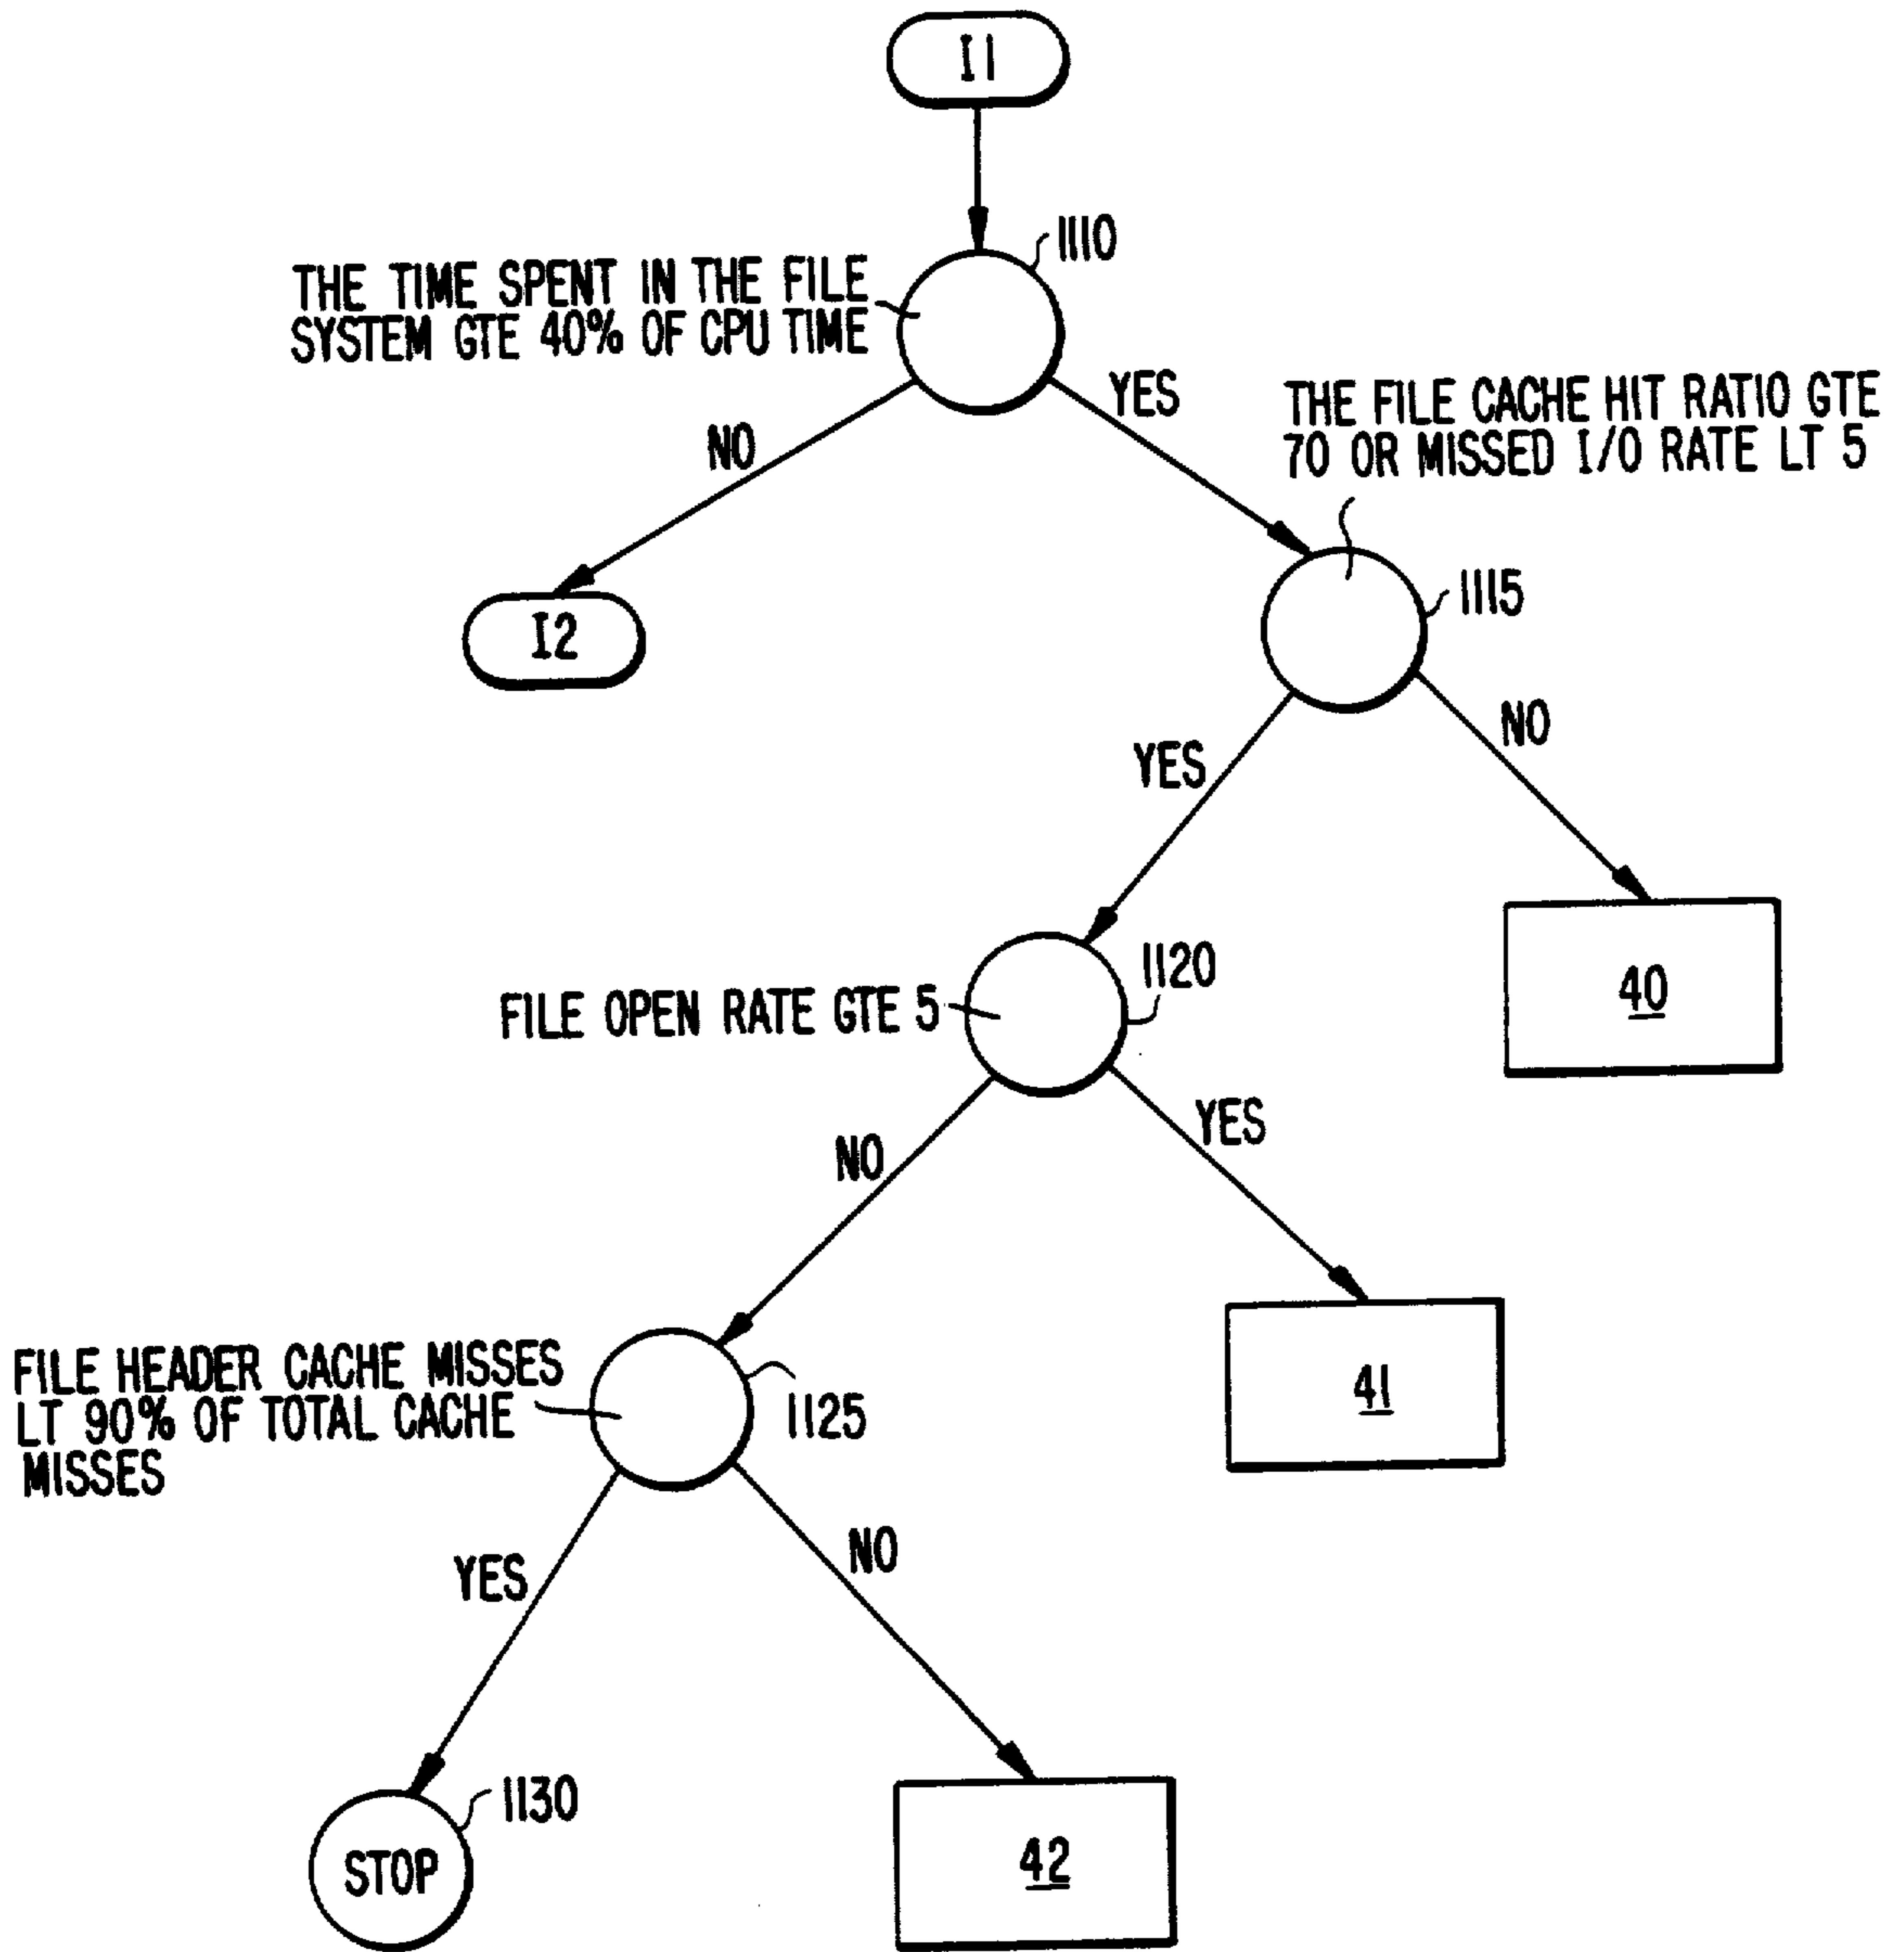 I1
1110
THE TIME SPENT IN THE FILE
SYSTEM GTE 40% OF CPU TIME
YES
THE FILE CACHE HIT RATIO GTE
70 OR MISSED I/O RATE LT 5
NO
1115
I2
NO
YES
1120
40
FILE OPEN RATE GTE 5
YES
NO
FILE HEADER CACHE MISSES
LT 90% OF TOTAL CACHE
MISSES
1125
41
NO
YES
1130
STOP
42